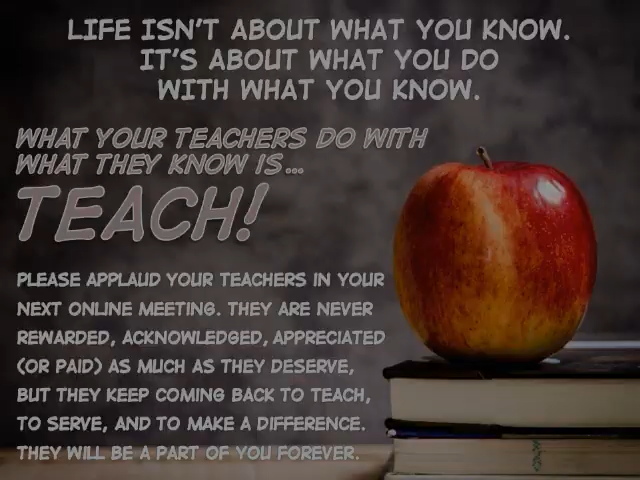 LIFE ISN'T ABOUT WHAT YOU KNOW.
IT'S ABOUT WHAT YOU DO
WITH WHAT YOU KNOW.
WHAT YOUR TEACHERS DO WITH
WHAT THEY KNOW IS...
TEACH!
PLEASE APPLAUD YOUR TEACHERS IN YOUR
NEXT ONLINE MEETING. THEY ARE NEVER
REWARDED, ACKNOWLEDGED, APPRECIATED
(OR PAID) AS MUCH AS THEY DESERVE,
BUT THEY KEEP COMING BACK TO TEACH,
TO SERVE, AND TO MAKE A DIFFERENCE.
THEY WILL BE A PART OF YOU FOREVER.